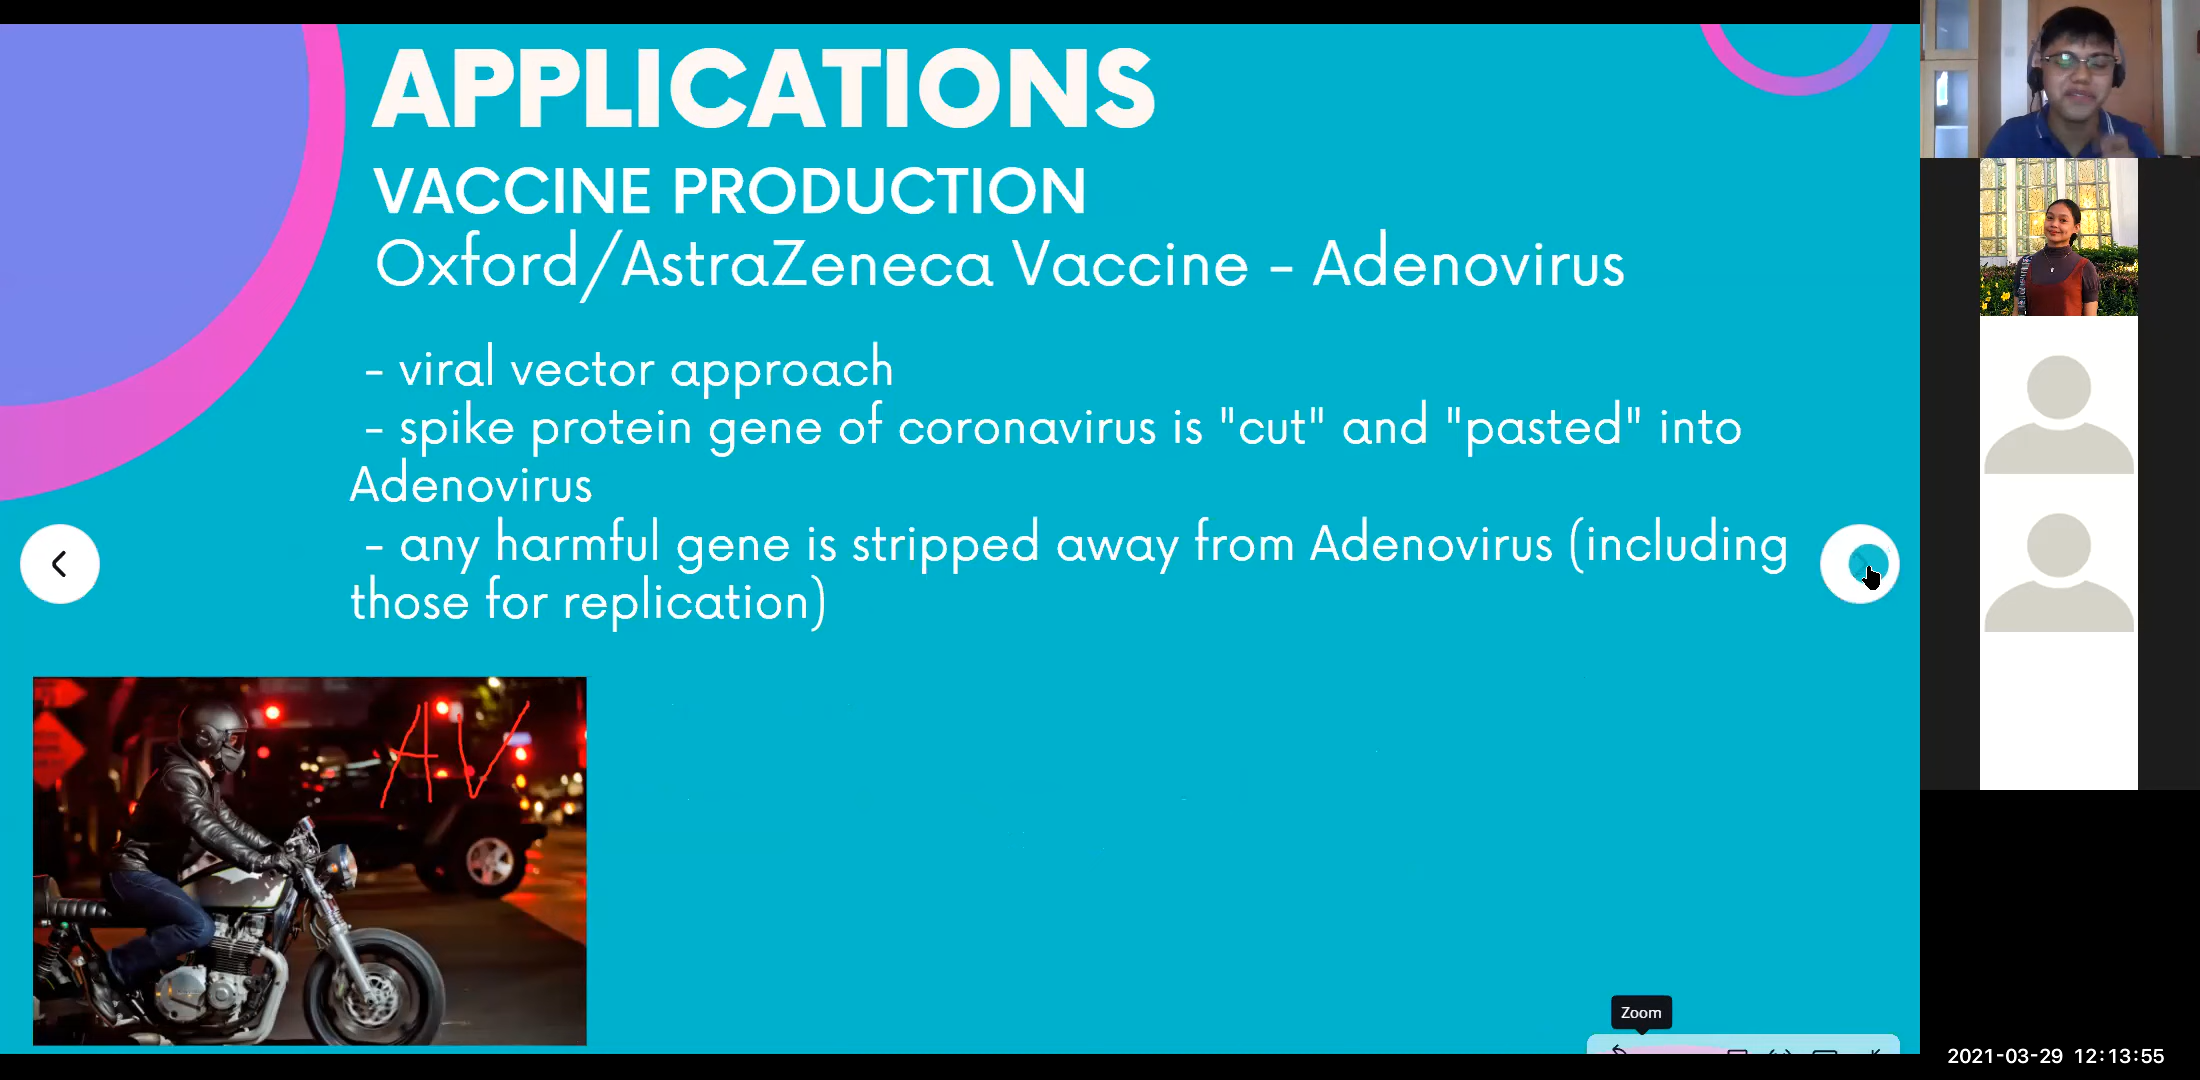 APPLICATIONS
VACCINE PRODUCTION
Oxford/AstraZeneca Vaccine - Adenovirus
- viral vector approach
- spike protein gene of coronavirus is "cut" and "pasted" into
Adenovirus
- any harmful gene is stripped away from Adenovirus (including
those for replication)
AV
Zoom
2021-03-29 12:13:55